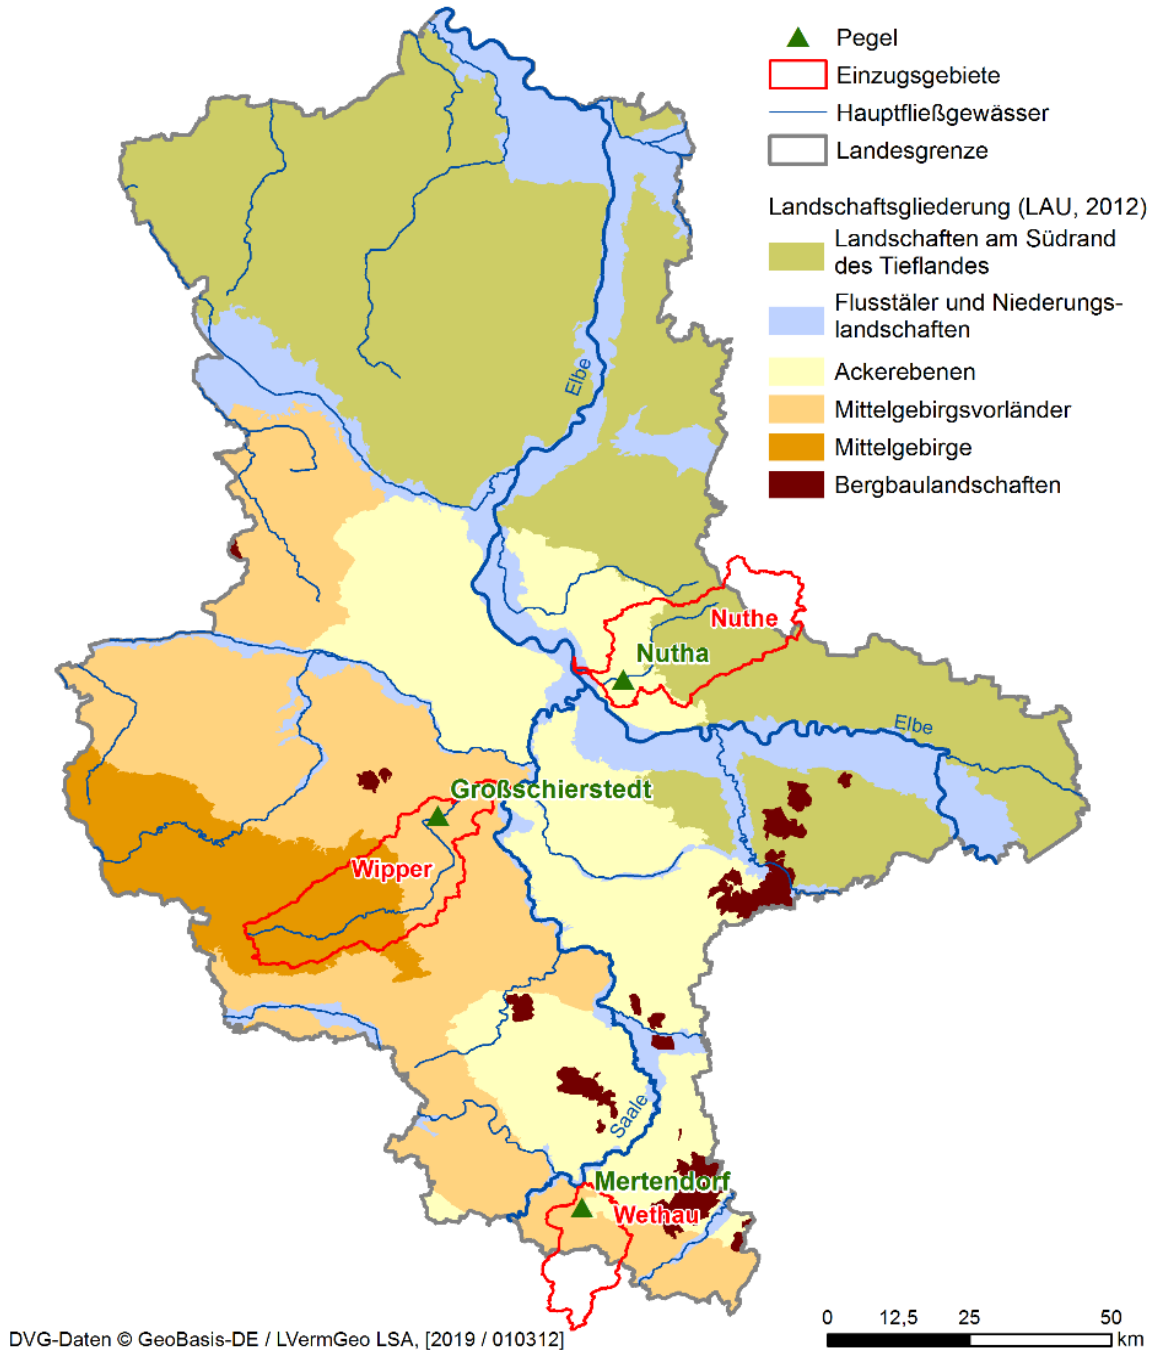 Pegel
Einzugsgebiete
Hauptfließgewässer
Landesgrenze
Landschaftsgliederung (LAU, 2012)
Landschaften am Südrand
des Tieflandes
Flusstäler und Niederungs-
landschaften
Ackerebenen
Mittelgebirgsvorländer
Mittelgebirge
Bergbaulandschaften
Elbe
Nuthe
Nutha
Elbe
Großschierstedt
Wipper
Saale
Mertendorf
Wethau
0 12,5 25 50
km
DVG-Daten © GeoBasis-DE / LVermGeo LSA, [2019 / 010312]